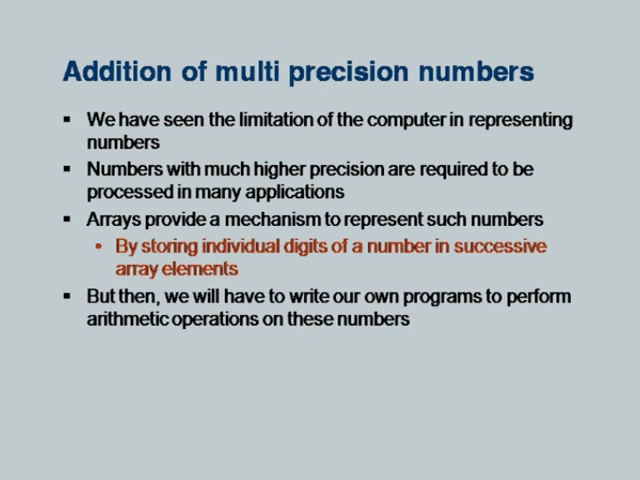 Addition of multi precision numbers
▪ We have seen the limitation of the computer in representing
numbers
▪ Numbers with much higher precision are required to be
processed in many applications
▪ Arrays provide a mechanism to represent such numbers
• By storing individual digits of a number in successive
array elements
▪ But then, we will have to write our own programs to perform
arithmetic operations on these numbers